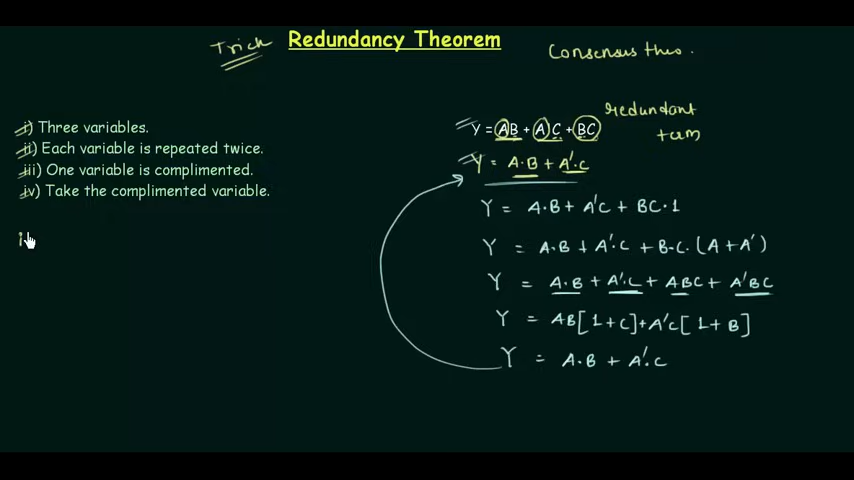 Trick Redundancy Theorem Consensus theo.
i) Three variables.
ii) Each variable is repeated twice.
iii) One variable is complimented.
iv) Take the complimented variable.
Y = AB + A'C + BC redundant term
Y = A·B + A'·C
Y = A·B + A'C + BC·1
Y = A·B + A'·C + B·C·(A + A')
Y = A·B + A'·C + ABC + A'BC
Y = AB[1+C] + A'C[1+B]
Y = A·B + A'·C